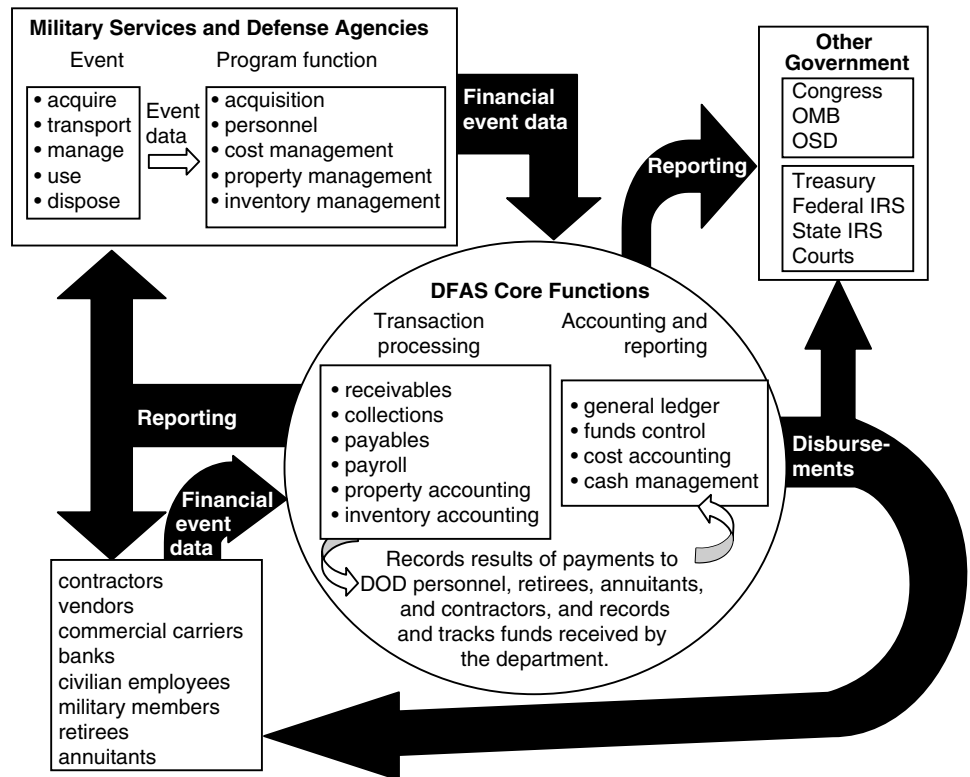 Military Services and Defense Agencies
Event
Program function
• acquire
• transport
• manage
• use
• dispose
Event
data
• acquisition
• personnel
• cost management
• property management
• inventory management
Financial
event data
Reporting
Other
Government
Congress
OMB
OSD
Treasury
Federal IRS
State IRS
Courts
DFAS Core Functions
Transaction
processing
• receivables
• collections
• payables
• payroll
• property accounting
• inventory accounting
Accounting and
reporting
• general ledger
• funds control
• cost accounting
• cash management
Records results of payments to
DOD personnel, retirees, annuitants,
and contractors, and records
and tracks funds received by
the department.
Reporting
Financial
event
data
Disburse-
ments
contractors
vendors
commercial carriers
banks
civilian employees
military members
retirees
annuitants